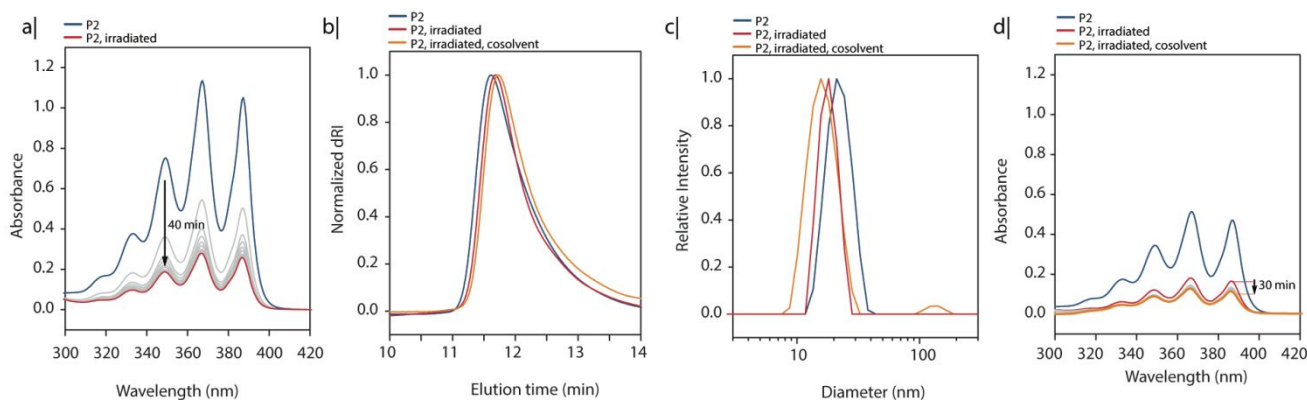 a|
P2
P2, irradiated
Absorbance
1.2
1.0
0.8
0.6
0.4
0.2
0.0
40 min
300 320 340 360 380 400 420
Wavelength (nm)
b|
P2
P2, irradiated
P2, irradiated, cosolvent
Normalized dRI
1.0
0.8
0.6
0.4
0.2
0.0
10 11 12 13 14
Elution time (min)
c|
P2
P2, irradiated
P2, irradiated, cosolvent
Relative Intensity
1.0
0.8
0.6
0.4
0.2
0.0
10 100
Diameter (nm)
d|
P2
P2, irradiated
P2, irradiated, cosolvent
Absorbance
1.2
1.0
0.8
0.6
0.4
0.2
0.0
30 min
300 320 340 360 380 400 420
Wavelength (nm)